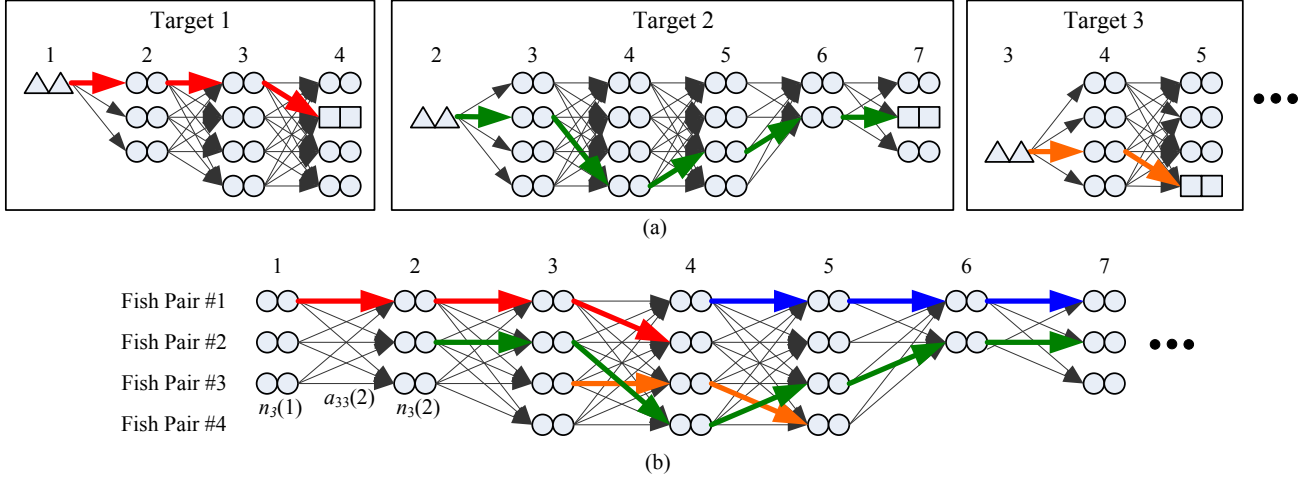 Target 1 Target 2 Target 3
1 2 3 4 2 3 4 5 6 7 3 4 5
(a)
1 2 3 4 5 6 7
Fish Pair #1
Fish Pair #2
Fish Pair #3
n₃(1) a₃₃(2) n₃(2)
Fish Pair #4
(b)